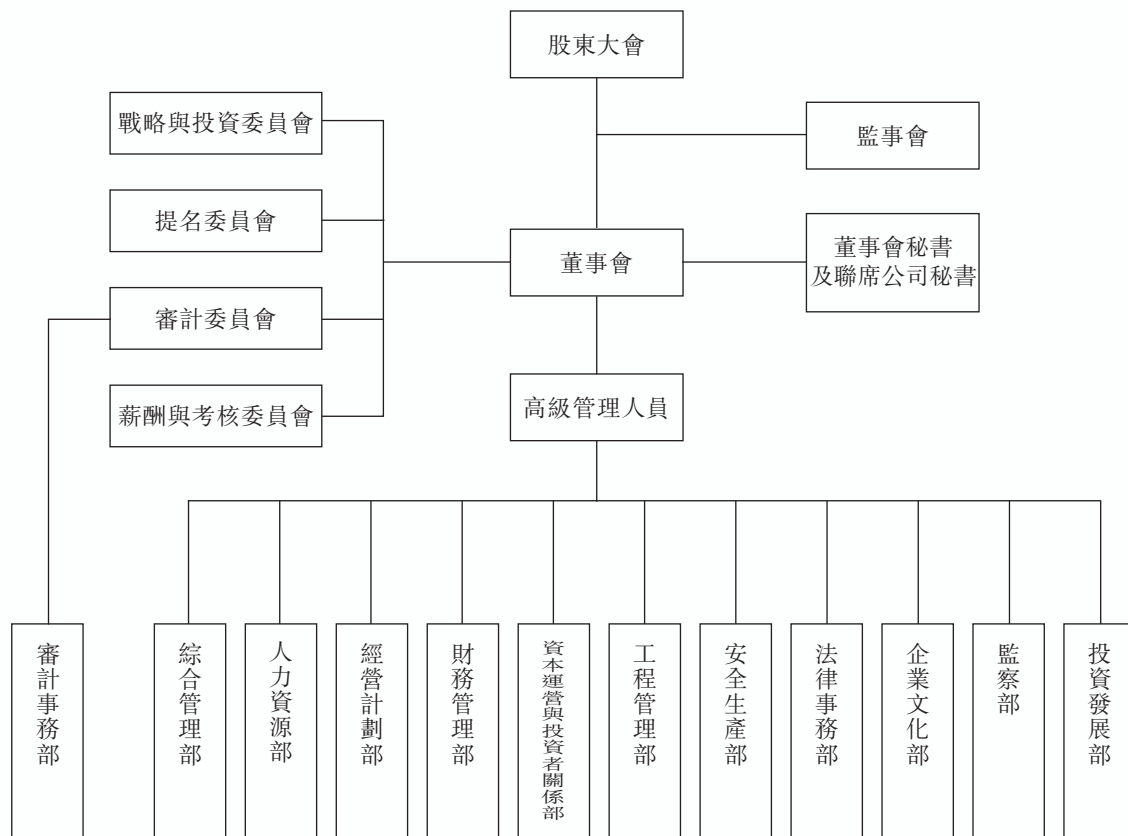 股東大會
戰略與投資委員會
監事會
提名委員會
董事會
董事會秘書
及聯席公司秘書
審計委員會
高級管理人員
薪酬與考核委員會
審計事務部
綜合管理部
人力資源部
經營計劃部
財務管理部
資本運營與投資者關係部
工程管理部
安全生產部
法律事務部
企業文化部
監察部
投資發展部